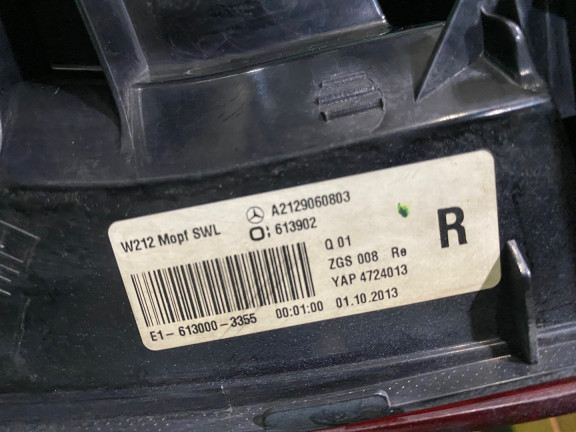 W212 Mopf SWL A2129060803
O: 613902
Q 01
ZGS 008 Re
YAP 4724013
E1-613000-3355 00:01:00 01.10.2013
R